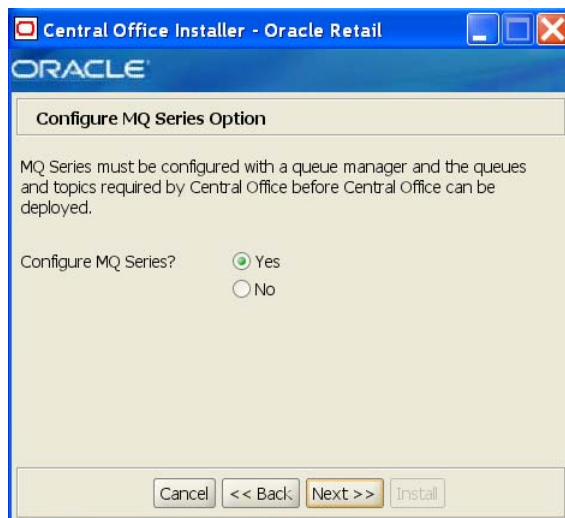 Central Office Installer - Oracle Retail
ORACLE
Configure MQ Series Option
MQ Series must be configured with a queue manager and the queues
and topics required by Central Office before Central Office can be
deployed.
Configure MQ Series? Yes
No
Cancel << Back Next >> Install